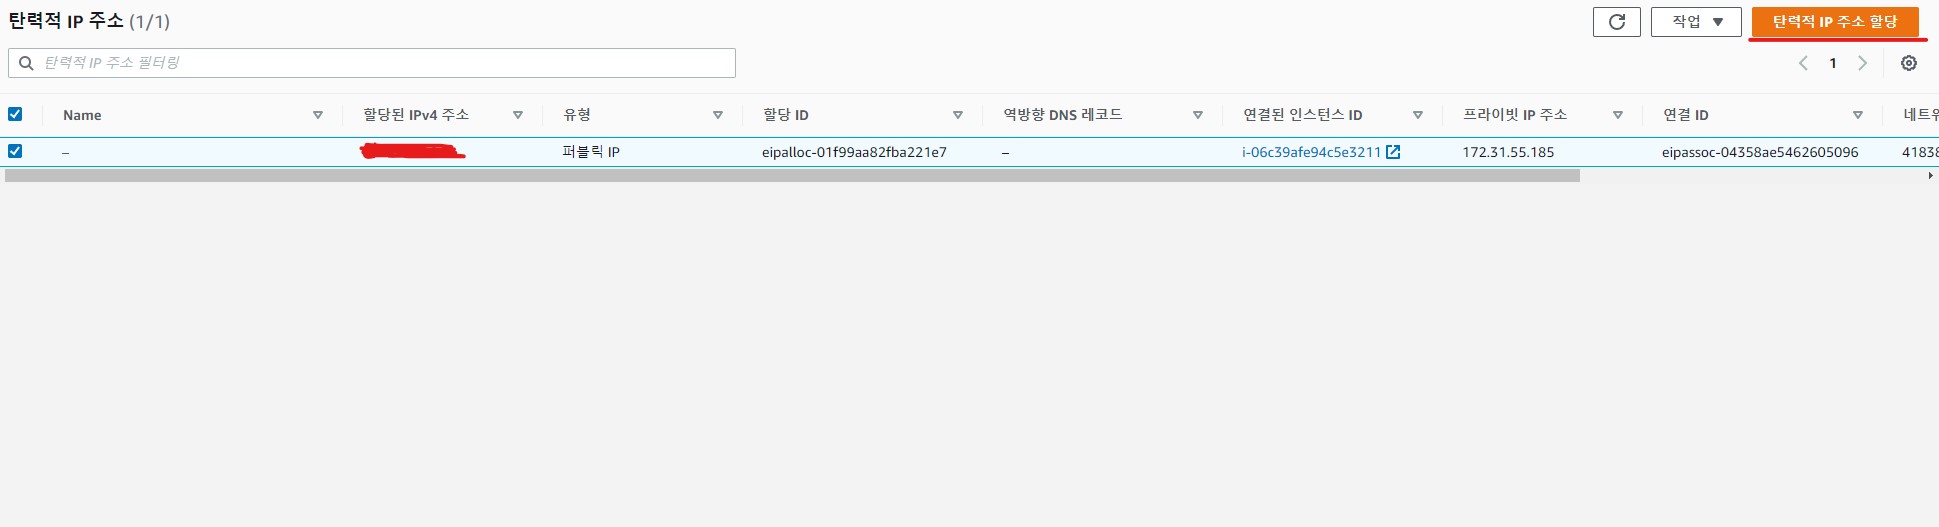 탄력적 IP 주소 (1/1)
작업
탄력적 IP 주소 할당
탄력적 IP 주소 필터링
1
Name 할당된 IPv4 주소 유형 할당 ID 역방향 DNS 레코드 연결된 인스턴스 ID 프라이빗 IP 주소 연결 ID 네트워
– 퍼블릭 IP eipalloc-01f99aa82fba221e7 – i-06c39afe94c5e3211 172.31.55.185 eipassoc-04358ae5462605096 41838